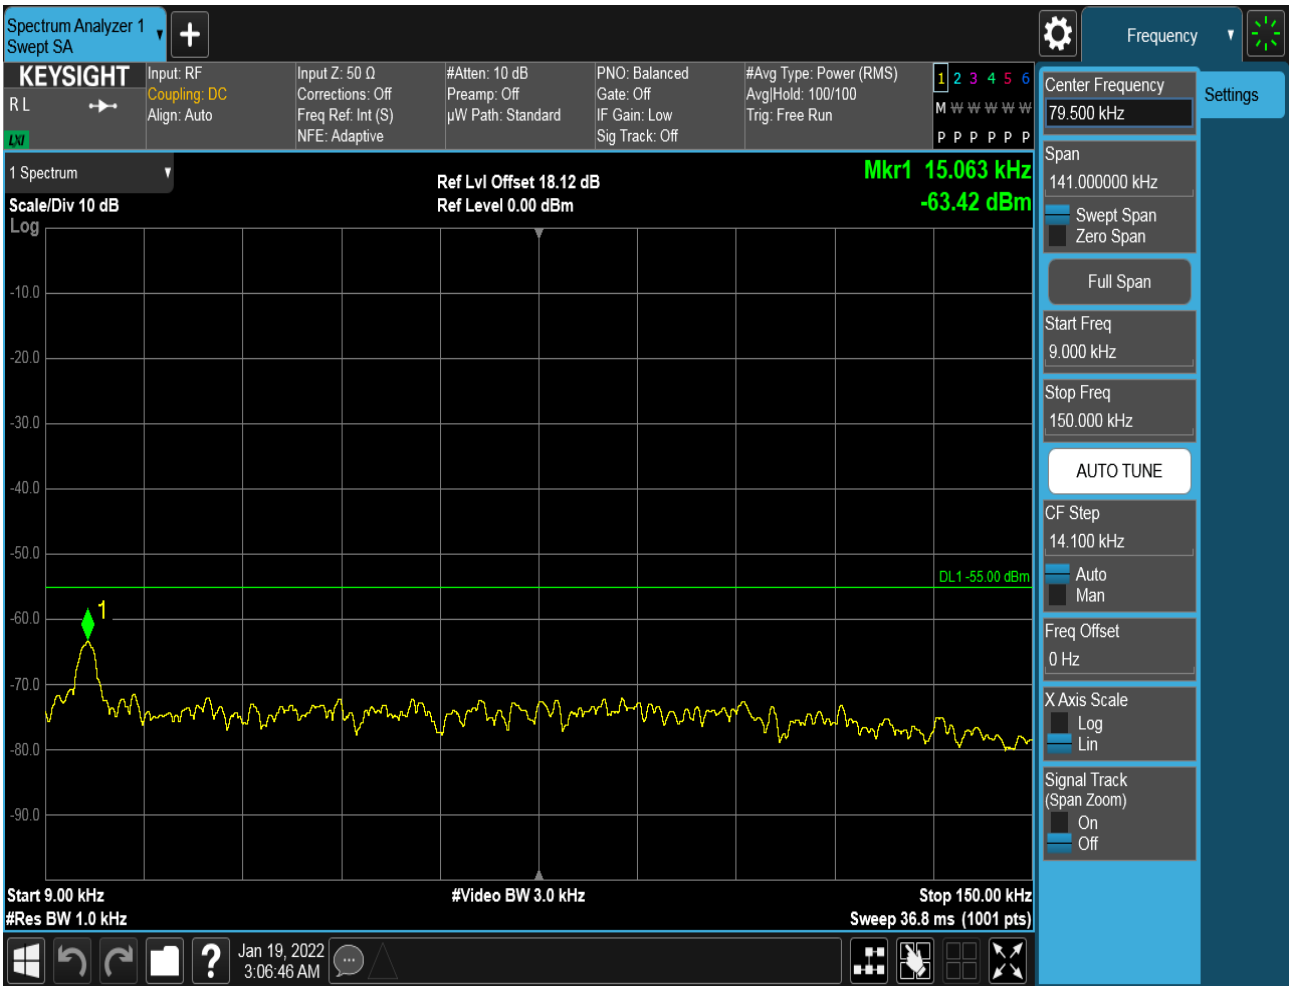 Spectrum Analyzer 1
Swept SA
Frequency
KEYSIGHT
R L
LXI
Input: RF
Coupling: DC
Align: Auto
Input Z: 50 Ω
Corrections: Off
Freq Ref: Int (S)
NFE: Adaptive
#Atten: 10 dB
Preamp: Off
µW Path: Standard
PNO: Balanced
Gate: Off
IF Gain: Low
Sig Track: Off
#Avg Type: Power (RMS)
Avg|Hold: 100/100
Trig: Free Run
1 2 3 4 5 6
M W W W W W
P P P P P P
1 Spectrum
Scale/Div 10 dB
Log
Ref Lvl Offset 18.12 dB
Ref Level 0.00 dBm
Mkr1 15.063 kHz
-63.42 dBm
-10.0
-20.0
-30.0
-40.0
-50.0
DL1 -55.00 dBm
-60.0
1
-70.0
-80.0
-90.0
Start 9.00 kHz
#Video BW 3.0 kHz
Stop 150.00 kHz
#Res BW 1.0 kHz
Sweep 36.8 ms (1001 pts)
?
Jan 19, 2022
3:06:46 AM
Center Frequency
79.500 kHz
Settings
Span
141.000000 kHz
Swept Span
Zero Span
Full Span
Start Freq
9.000 kHz
Stop Freq
150.000 kHz
AUTO TUNE
CF Step
14.100 kHz
Auto
Man
Freq Offset
0 Hz
X Axis Scale
Log
Lin
Signal Track
(Span Zoom)
On
Off